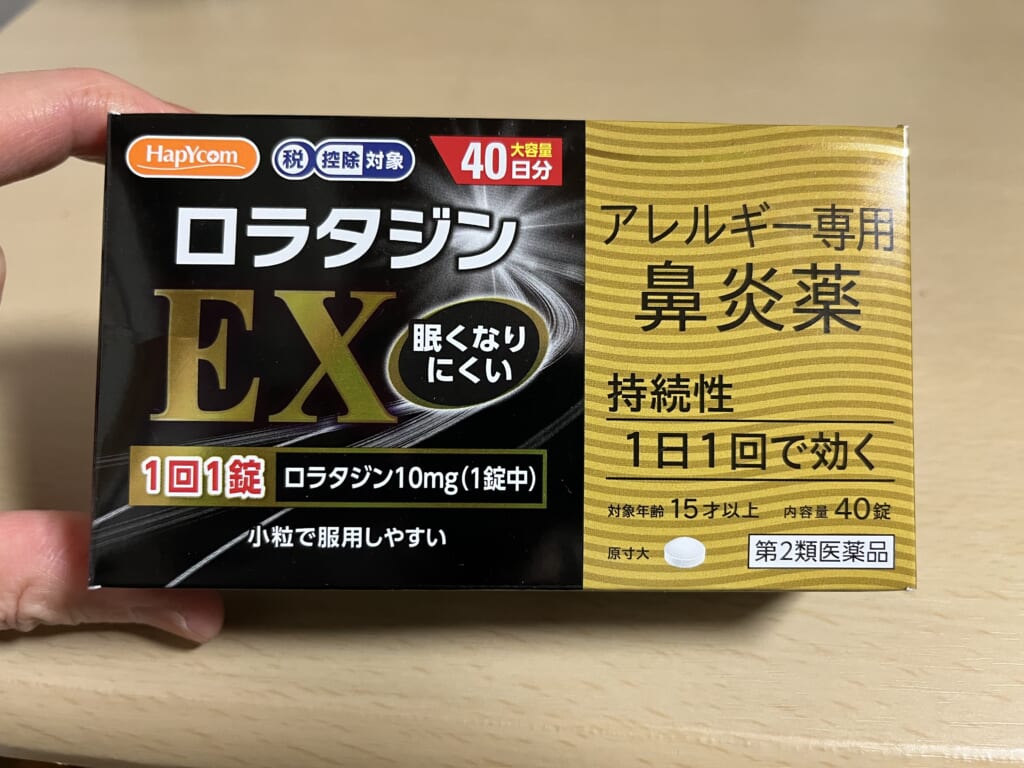 HapYcom
税 控除対象
大容量
40日分
ロラタジン
EX
眠くなり
にくい
1回1錠 ロラタジン10mg(1錠中)
小粒で服用しやすい
アレルギー専用
鼻炎薬
持続性
1日1回で効く
対象年齢 15才以上 内容量 40錠
原寸大 第2類医薬品